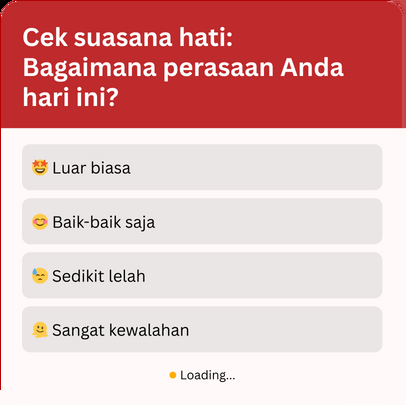 Cek suasana hati:
Bagaimana perasaan Anda
hari ini?
🤩 Luar biasa
😊 Baik-baik saja
😓 Sedikit lelah
🫠 Sangat kewalahan
Loading...